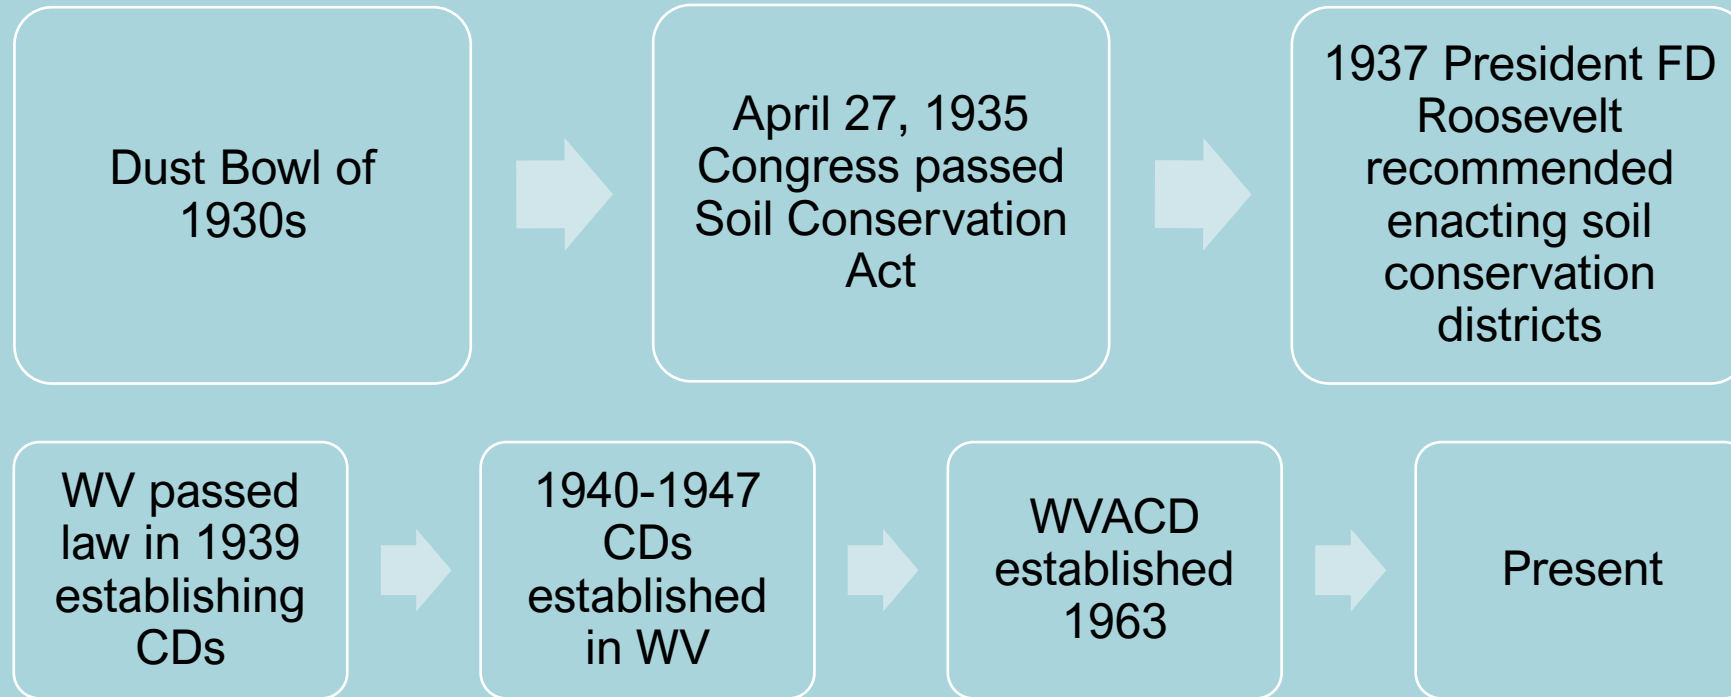 Dust Bowl of
1930s
April 27, 1935
Congress passed
Soil Conservation
Act
1937 President FD
Roosevelt
recommended
enacting soil
conservation
districts
WV passed
law in 1939
establishing
CDs
1940-1947
CDs
established
in WV
WVACD
established
1963
Present